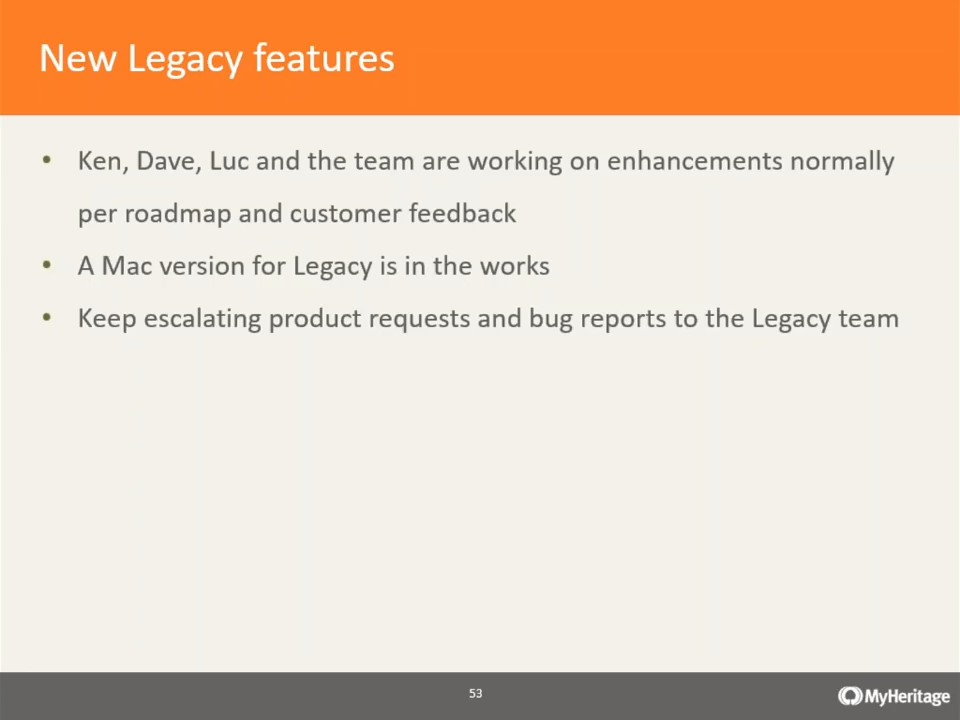 New Legacy features
• Ken, Dave, Luc and the team are working on enhancements normally
per roadmap and customer feedback
• A Mac version for Legacy is in the works
• Keep escalating product requests and bug reports to the Legacy team
53
MyHeritage